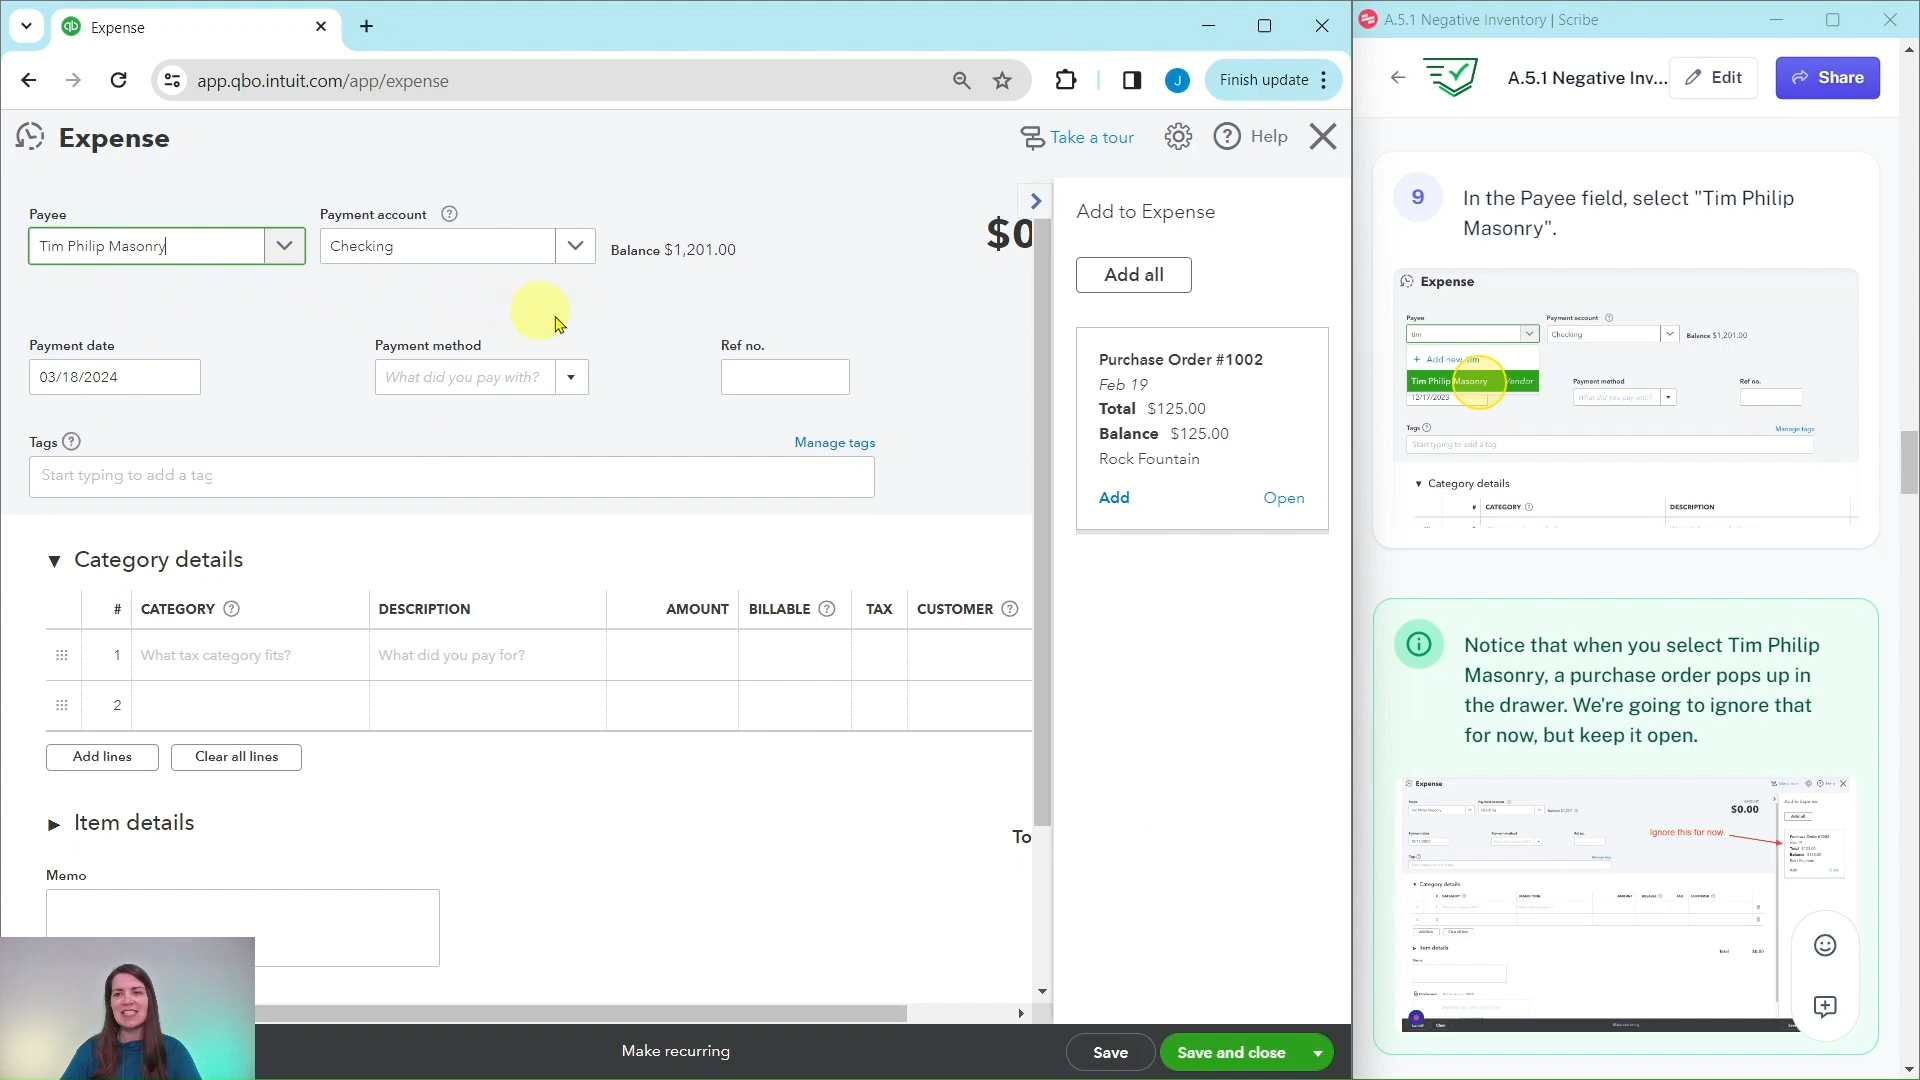 Expense
A.5.1 Negative Inventory | Scribe
app.qbo.intuit.com/app/expense
J
Finish update
A.5.1 Negative Inv...
Edit
Share
Expense
Take a tour
Help
Payee
Payment account
Tim Philip Masonry
Checking
Balance $1,201.00
$0
Payment date
Payment method
Ref no.
03/18/2024
What did you pay with?
Tags
Manage tags
Start typing to add a tag
Category details
# CATEGORY DESCRIPTION AMOUNT BILLABLE TAX CUSTOMER
1 What tax category fits? What did you pay for?
2
Add lines
Clear all lines
Item details
To
Memo
Make recurring
Save
Save and close
Add to Expense
Add all
Purchase Order #1002
Feb 19
Total $125.00
Balance $125.00
Rock Fountain
Add
Open
9
In the Payee field, select "Tim Philip
Masonry".
Expense
Payee
Payment account
tim
Checking
Balance $1,201.00
+ Add new tim
Tim Philip Masonry Vendor
Payment method
Ref no.
12/17/2023
What did you pay with?
Tags
Manage tags
Start typing to add a tag
Category details
# CATEGORY
DESCRIPTION
Notice that when you select Tim Philip
Masonry, a purchase order pops up in
the drawer. We're going to ignore that
for now, but keep it open.
Expense
$0.00
Add to Expense
Add all
Ignore this for now.
Purchase Order #1002
Category details
Item details
Make recurring